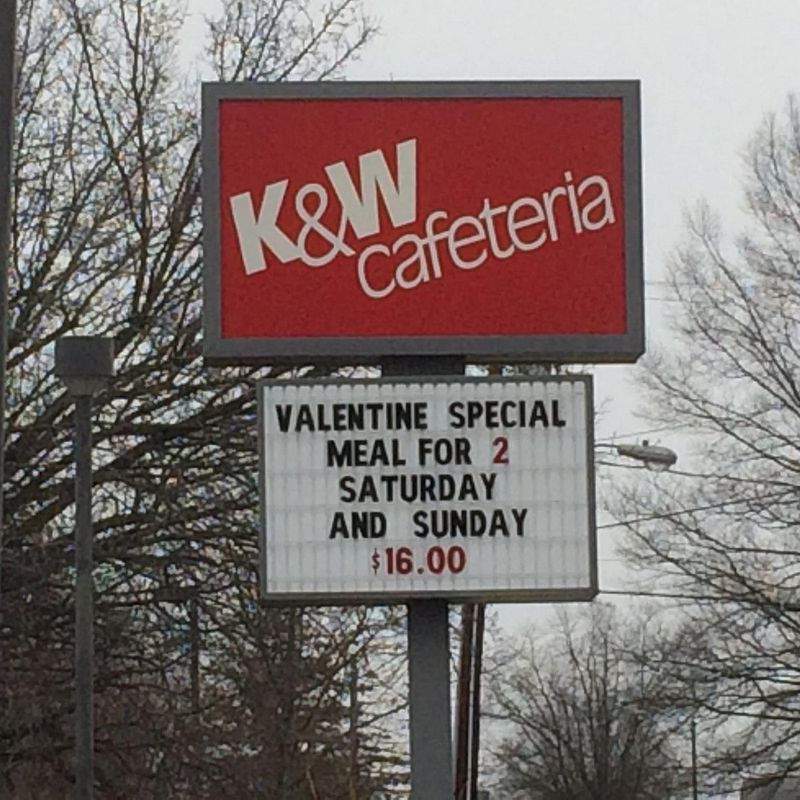 K&W
cafeteria
VALENTINE SPECIAL
MEAL FOR 2
SATURDAY
AND SUNDAY
$16.00